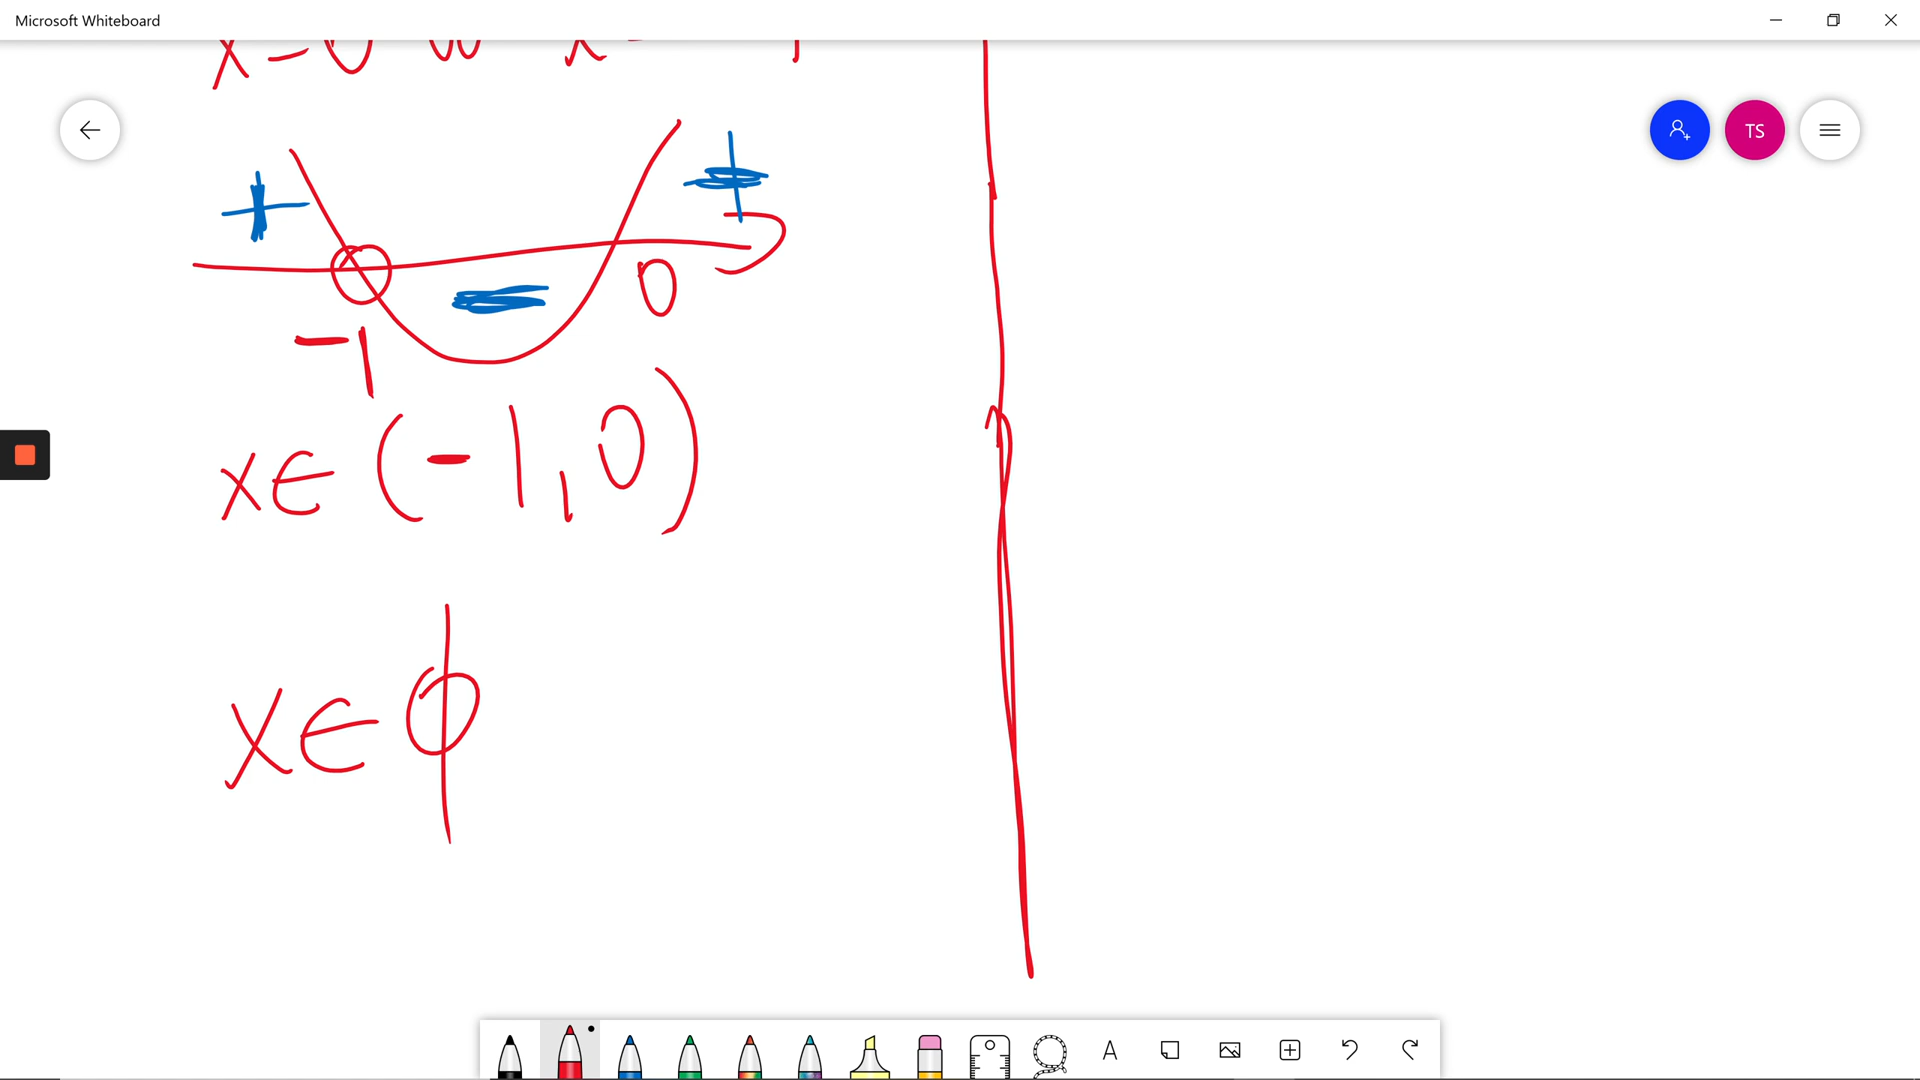 Microsoft Whiteboard
TS
+ +
-1 0
x∈ (-1,0)
x∈ ϕ
A